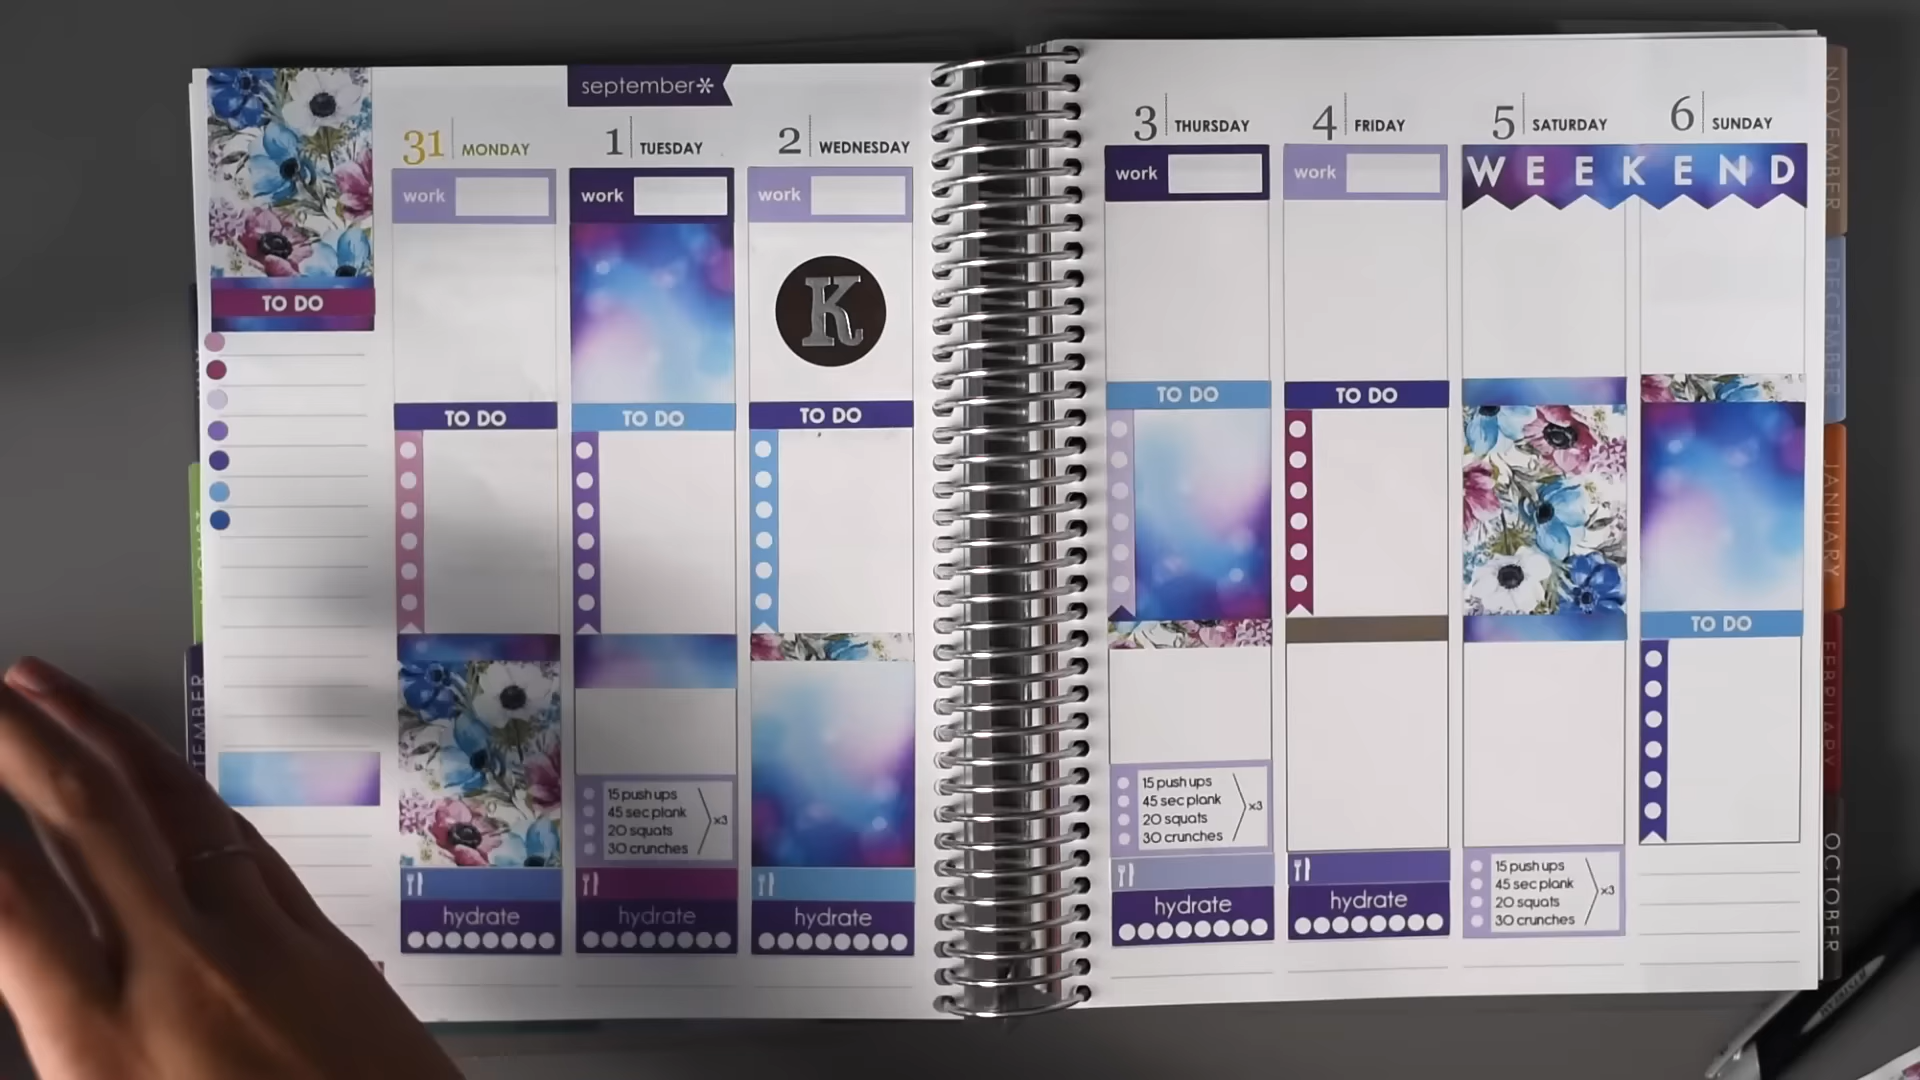 september*
31 MONDAY
1 TUESDAY
2 WEDNESDAY
3 THURSDAY
4 FRIDAY
5 SATURDAY
6 SUNDAY
work
work
work
work
work
WEEKEND
K
TO DO
TO DO
TO DO
TO DO
TO DO
TO DO
TO DO
15 push ups
45 sec plank
20 squats
30 crunches
x3
15 push ups
45 sec plank
20 squats
30 crunches
x3
15 push ups
45 sec plank
20 squats
30 crunches
x3
hydrate
hydrate
hydrate
hydrate
hydrate
NOVEMBER
DECEMBER
JANUARY
FEBRUARY
OCTOBER